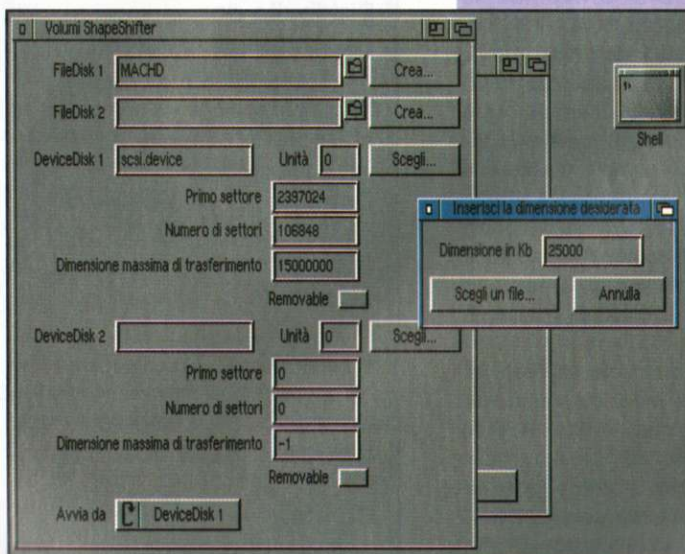 Volumi ShapeShifter
FileDisk 1 MACHD Crea...
FileDisk 2 Crea...
DeviceDisk 1 scsi.device Unità 0 Scegli...
Primo settore 2397024
Numero di settori 106848
Dimensione massima di trasferimento 15000000
Removable
DeviceDisk 2 Unità 0 Scegli...
Primo settore 0
Numero di settori 0
Dimensione massima di trasferimento -1
Removable
Avvia da DeviceDisk 1
Shell
Inserisci la dimensione desiderata
Dimensione in Kb 25000
Scegli un file... Annulla